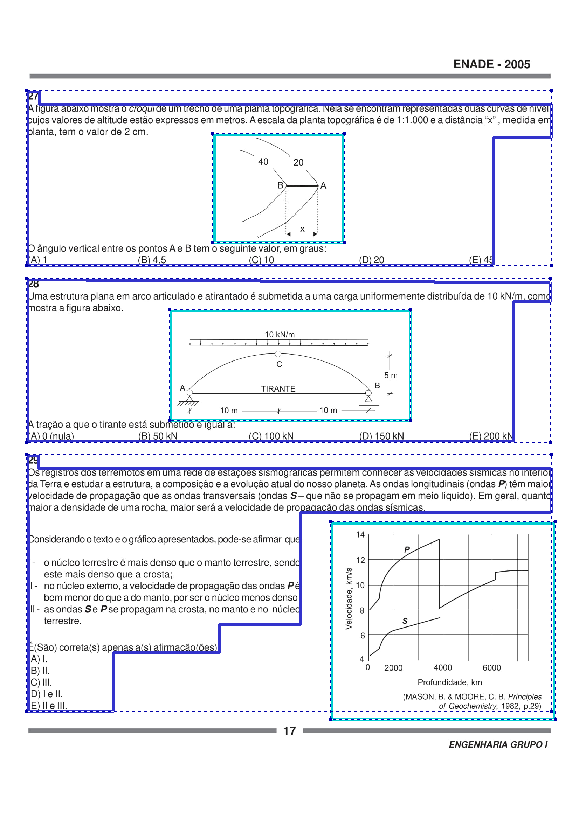 ENADE - 2005
27
A figura abaixo mostra o croqui de um trecho de uma planta topográfica. Nela se encontram representadas duas curvas de nível
cujos valores de altitude estão expressos em metros. A escala da planta topográfica é de 1:1.000 e a distância "x" , medida em
planta, tem o valor de 2 cm.
40 20
B A
x
O ângulo vertical entre os pontos A e B tem o seguinte valor, em graus:
(A) 1 (B) 4,5 (C) 10 (D) 20 (E) 45
28
Uma estrutura plana em arco articulado e atirantado é submetida a uma carga uniformemente distribuída de 10 kN/m, como
mostra a figura abaixo.
10 kN/m
C
5 m
A TIRANTE B
10 m 10 m
A tração a que o tirante está submetido é igual a:
(A) 0 (nula) (B) 50 kN (C) 100 kN (D) 150 kN (E) 200 kN
29
Os registros dos terremotos em uma rede de estações sismográficas permitem conhecer as velocidades sísmicas no interior
da Terra e estudar a estrutura, a composição e a evolução atual do nosso planeta. As ondas longitudinais (ondas P) têm maior
velocidade de propagação que as ondas transversais (ondas S – que não se propagam em meio líquido). Em geral, quanto
maior a densidade de uma rocha, maior será a velocidade de propagação das ondas sísmicas.
Considerando o texto e o gráfico apresentados, pode-se afirmar que
I - o núcleo terrestre é mais denso que o manto terrestre, sendo
este mais denso que a crosta;
II - no núcleo externo, a velocidade de propagação das ondas P é
bem menor do que a do manto, por ser o núcleo menos denso;
III - as ondas S e P se propagam na crosta, no manto e no núcleo
terrestre.
É(São) correta(s) apenas a(s) afirmação(ões)
(A) I.
(B) II.
(C) III.
(D) I e II.
(E) II e III.
Velocidade, km/s
14
12
10
8
6
4
P
S
0 2000 4000 6000
Profundidade, km
(MASON, B. & MOORE, C. B. Principles
of Geochemistry, 1982, p.29)
17
ENGENHARIA GRUPO I